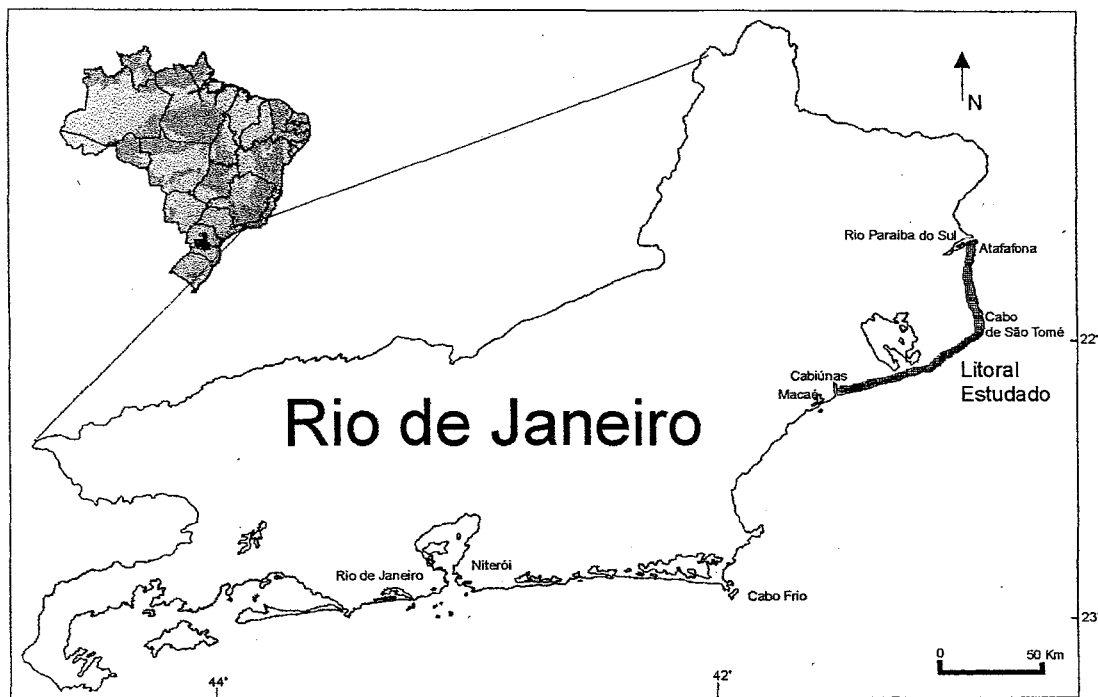 N
Rio Paraiba do Sul
Atafafona
Cabo
de São Tomé
22°
Cabiúnas
Litoral
Estudado
Macaé
Rio de Janeiro
Niterói
Rio de Janeiro
Cabo Frio
23°
0 50 Km
44°
42°